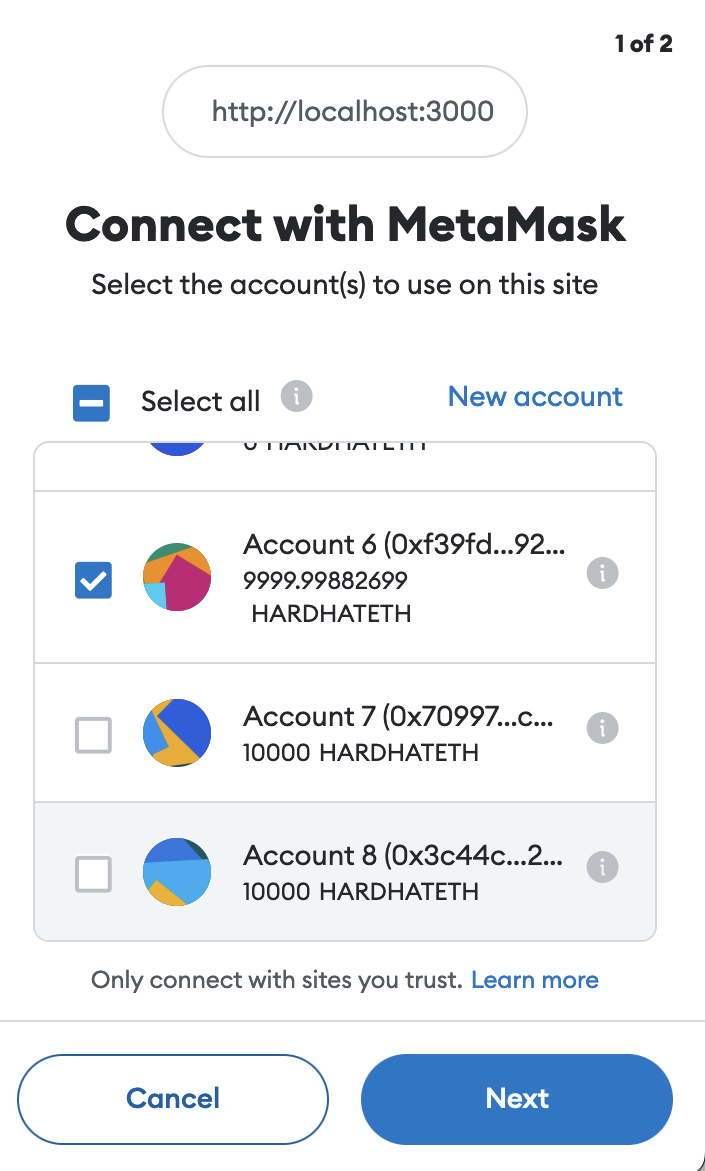 1 of 2
http://localhost:3000
Connect with MetaMask
Select the account(s) to use on this site
Select all
New account
0 HARDHATETH
Account 6 (0xf39fd...92...
9999.99882699
HARDHATETH
Account 7 (0x70997...c...
10000 HARDHATETH
Account 8 (0x3c44c...2...
10000 HARDHATETH
Only connect with sites you trust. Learn more
Cancel
Next